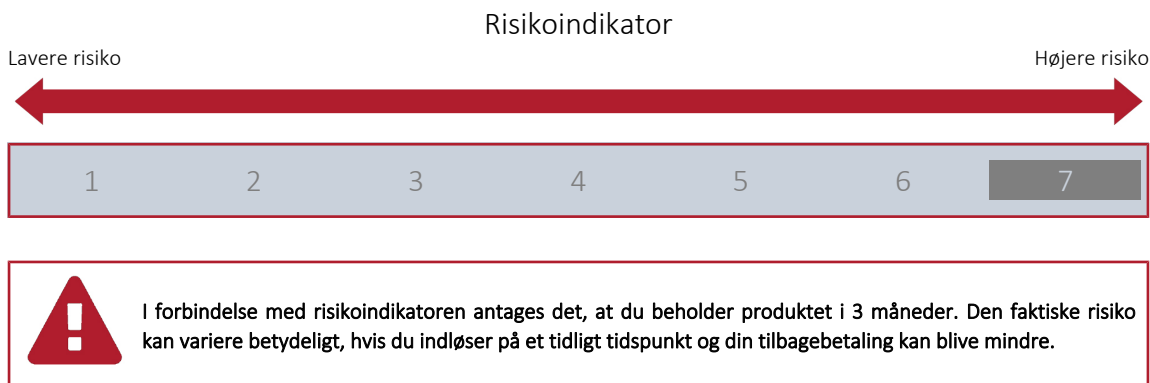 Risikoindikator
Lavere risiko
Højere risiko
1 2 3 4 5 6 7
I forbindelse med risikoindikatoren antages det, at du beholder produktet i 3 måneder. Den faktiske risiko
kan variere betydeligt, hvis du indløser på et tidligt tidspunkt og din tilbagebetaling kan blive mindre.